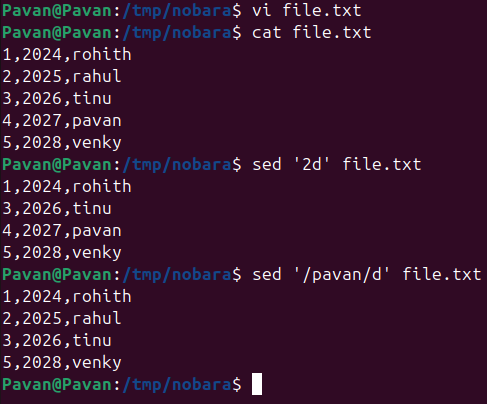 Pavan@Pavan:/tmp/nobara$ vi file.txt
Pavan@Pavan:/tmp/nobara$ cat file.txt
1,2024,rohith
2,2025,rahul
3,2026,tinu
4,2027,pavan
5,2028,venky
Pavan@Pavan:/tmp/nobara$ sed '2d' file.txt
1,2024,rohith
3,2026,tinu
4,2027,pavan
5,2028,venky
Pavan@Pavan:/tmp/nobara$ sed '/pavan/d' file.txt
1,2024,rohith
2,2025,rahul
3,2026,tinu
5,2028,venky
Pavan@Pavan:/tmp/nobara$